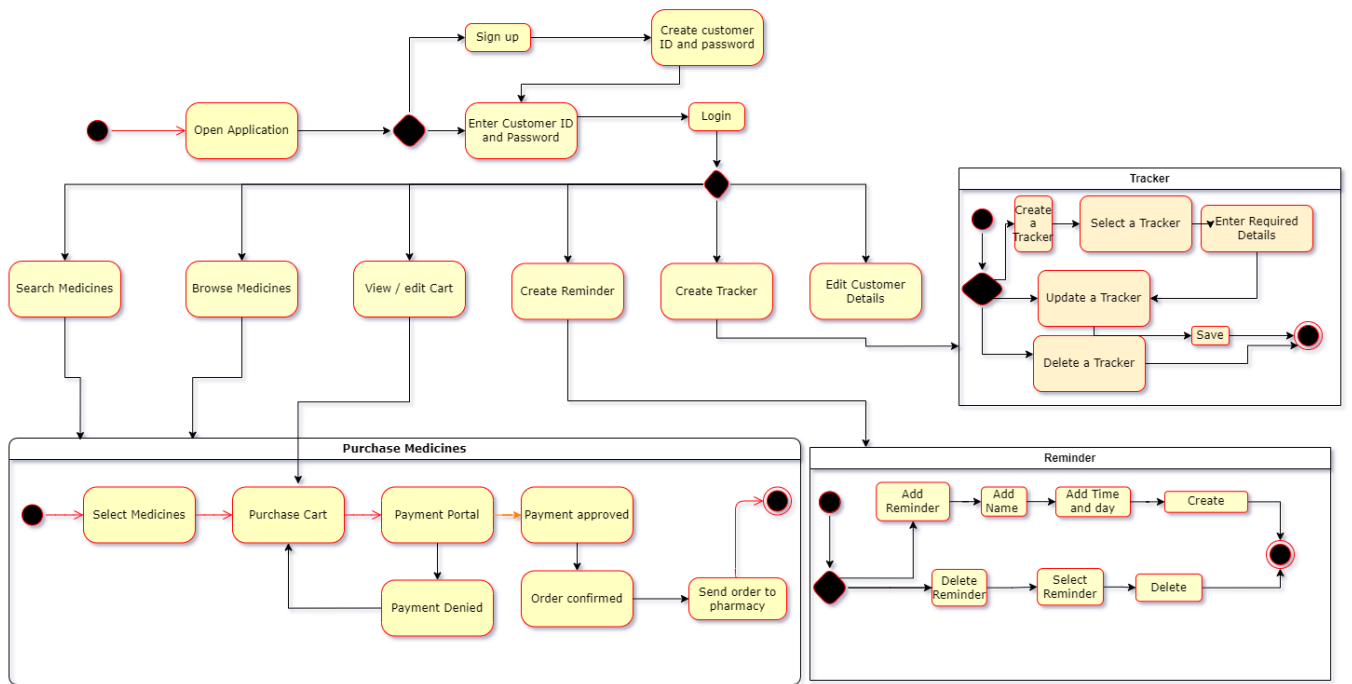 Sign up
Create customer
ID and password
Open Application
Enter Customer ID
and Password
Login
Search Medicines
Browse Medicines
View / edit Cart
Create Reminder
Create Tracker
Edit Customer
Details
Tracker
Create
a
Tracker
Select a Tracker
Enter Required
Details
Update a Tracker
Save
Delete a Tracker
Purchase Medicines
Select Medicines
Purchase Cart
Payment Portal
Payment approved
Payment Denied
Order confirmed
Send order to
pharmacy
Reminder
Add
Reminder
Add
Name
Add Time
and day
Create
Delete
Reminder
Select
Reminder
Delete